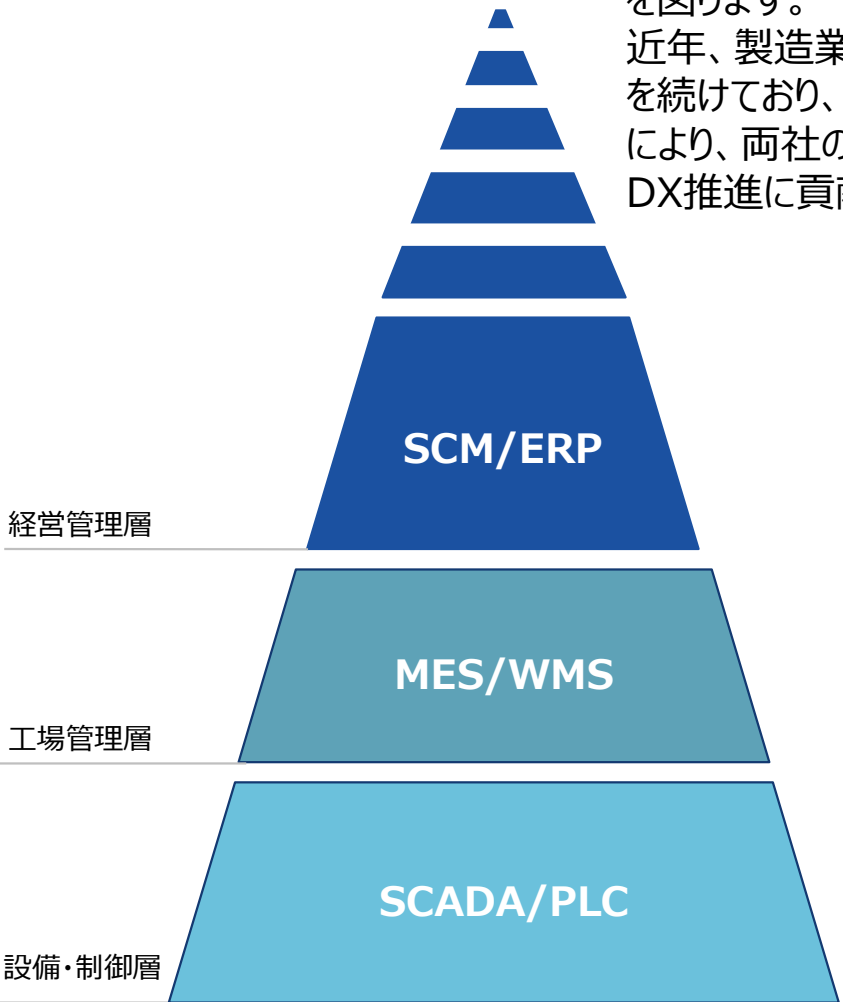 を図ります。
近年、製造業
を続けており、
により、両社の
DX推進に貢
SCM/ERP
経営管理層
MES/WMS
工場管理層
SCADA/PLC
設備・制御層